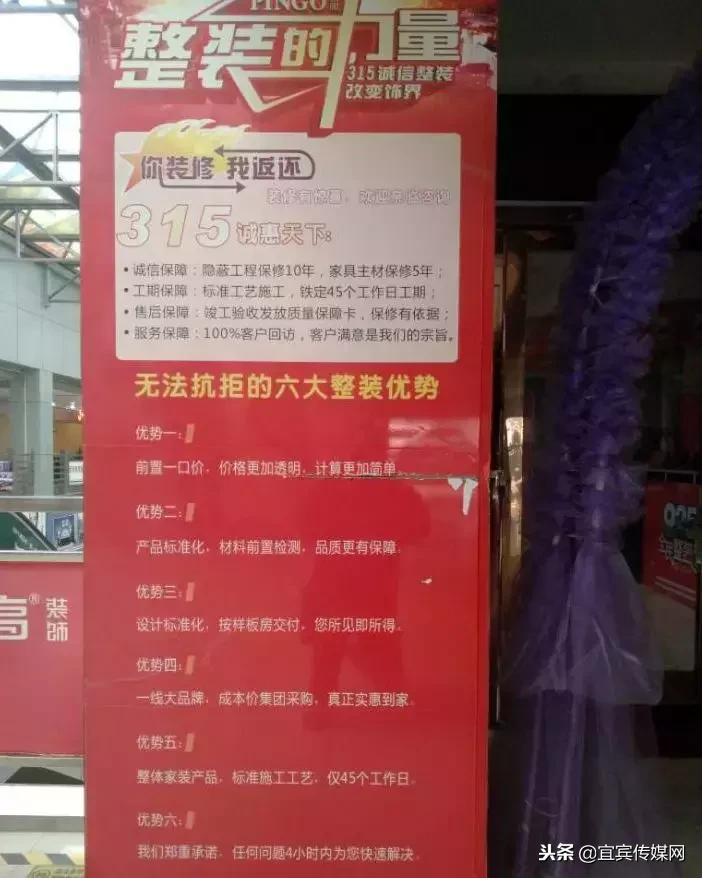 PINGO
整装的力量
315诚信整装
改变饰界
你装修 我返还
装修有惊喜，欢迎来临咨询
315 诚惠天下：
• 诚信保障：隐蔽工程保修10年，家具主材保修5年；
• 工期保障：标准工艺施工，铁定45个工作日工期；
• 售后保障：竣工验收发放质量保障卡，保修有依据；
• 服务保障：100%客户回访，客户满意是我们的宗旨。
无法抗拒的六大整装优势
优势一：
前置一口价，价格更加透明，计算更加简单。
优势二：
产品标准化，材料前置检测，品质更有保障。
优势三：
设计标准化，按样板房交付，您所见即所得。
优势四：
一线大品牌，成本价集团采购，真正实惠到家。
优势五：
整体家装产品，标准施工工艺，仅45个工作日。
优势六：
我们郑重承诺，任何问题4小时内为您快速解决。
高®装饰
头条 @宜宾传媒网